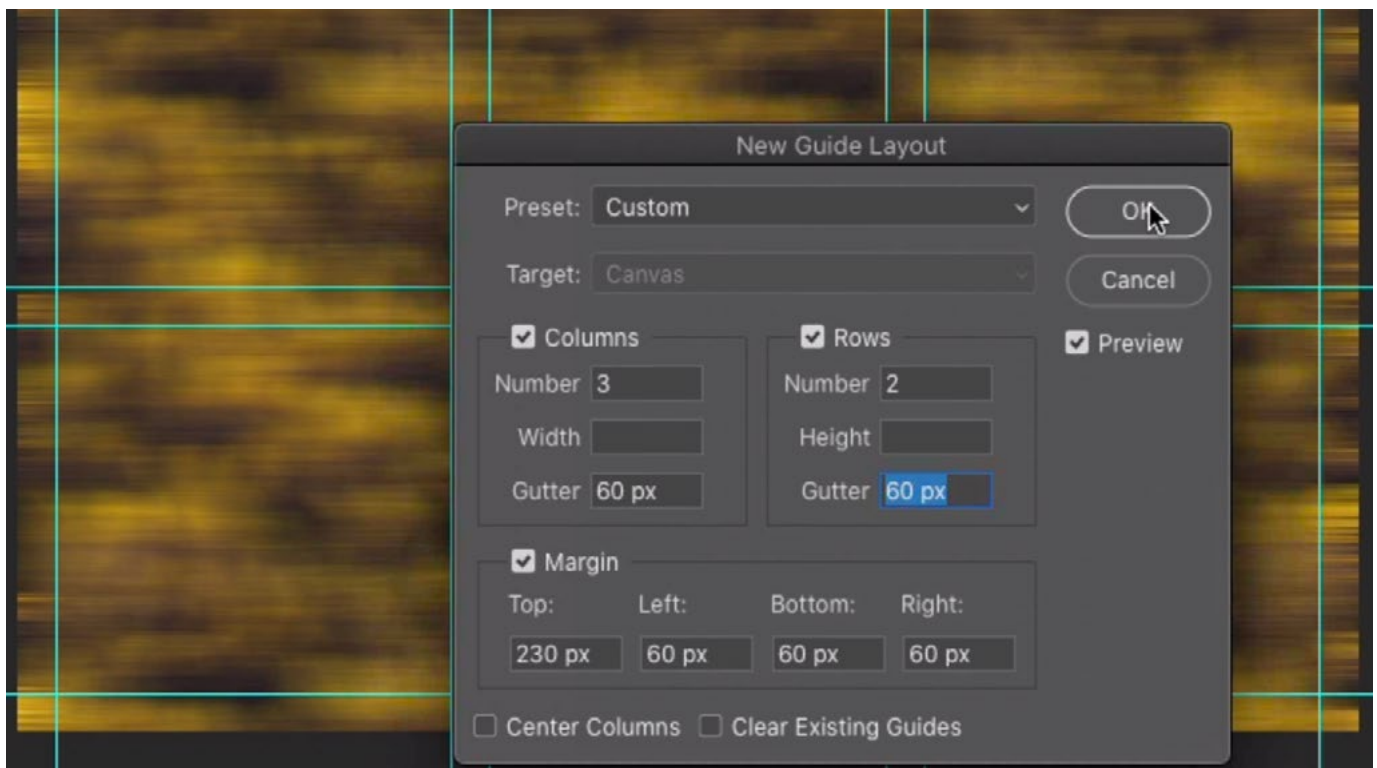 New Guide Layout
Preset: Custom
OK
Target: Canvas
Cancel
Columns
Rows
Preview
Number 3
Number 2
Width
Height
Gutter 60 px
Gutter 60 px
Margin
Top: Left: Bottom: Right:
230 px 60 px 60 px 60 px
Center Columns Clear Existing Guides